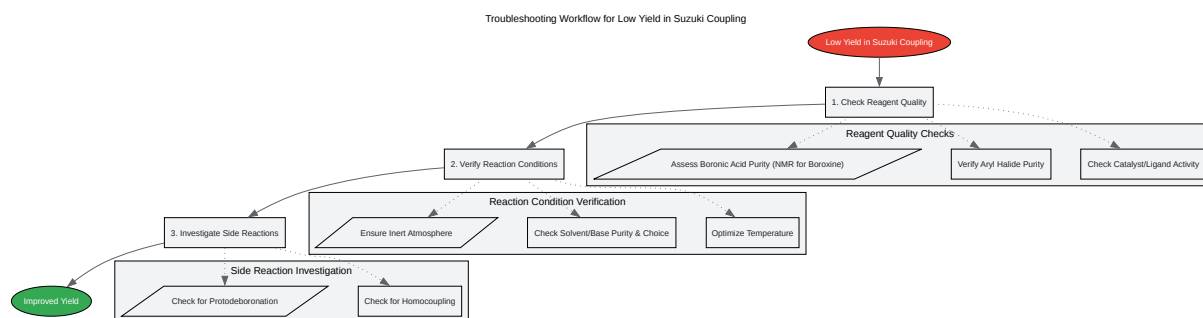 Troubleshooting Workflow for Low Yield in Suzuki Coupling
Low Yield in Suzuki Coupling
1. Check Reagent Quality
Reagent Quality Checks
2. Verify Reaction Conditions
Assess Boronic Acid Purity (NMR for Boroxine)
Verify Aryl Halide Purity
Check Catalyst/Ligand Activity
Reaction Condition Verification
3. Investigate Side Reactions
Ensure Inert Atmosphere
Check Solvent/Base Purity & Choice
Optimize Temperature
Side Reaction Investigation
Improved Yield
Check for Protodeboronation
Check for Homocoupling